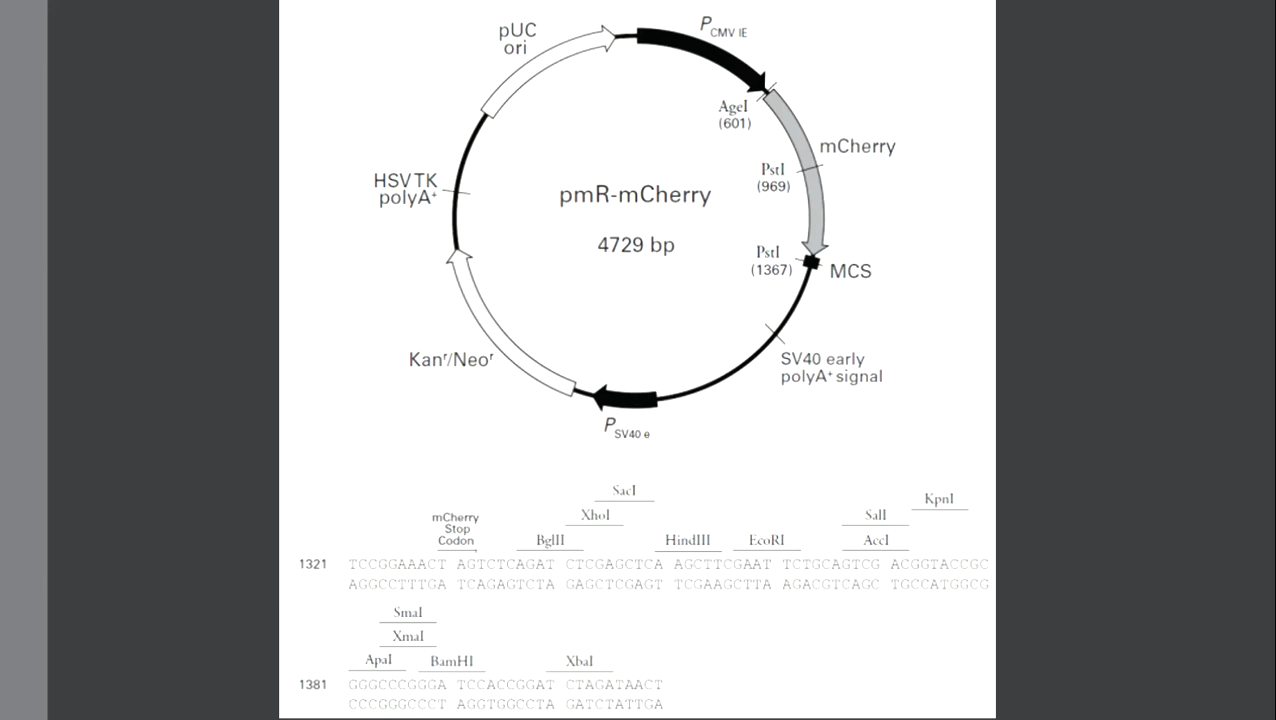 pUC
ori
P CMV IE
AgeI
(601)
mCherry
PstI
(969)
HSV TK
polyA⁺
pmR-mCherry
4729 bp
PstI
(1367)
MCS
Kanʳ/Neoʳ
SV40 early
polyA⁺ signal
P SV40 e
SacI
KpnI
mCherry
Stop
Codon
XhoI
SalI
BglII
HindIII
EcoRI
AccI
1321 TCCGGAAACT AGTCTCAGAT CTCGAGCTCA AGCTTCGAAT TCTGCAGTCG ACGGTACCGC
AGGCCTTTGA TCAGAGTCTA GAGCTCGAGT TCGAAGCTTA AGACGTCAGC TGCCATGGCG
SmaI
XmaI
ApaI
BamHI
XbaI
1381 GGGCCCGGGA TCCACCGGAT CTAGATAACT
CCCGGGCCCT AGGTGGCCTA GATCTATTGA